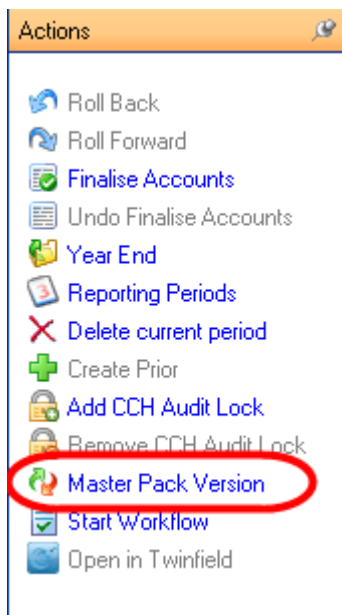 Actions
Roll Back
Roll Forward
Finalise Accounts
Undo Finalise Accounts
Year End
3 Reporting Periods
Delete current period
Create Prior
Add CCH Audit Lock
Remove CCH Audit Lock
Master Pack Version
Start Workflow
Open in Twinfield